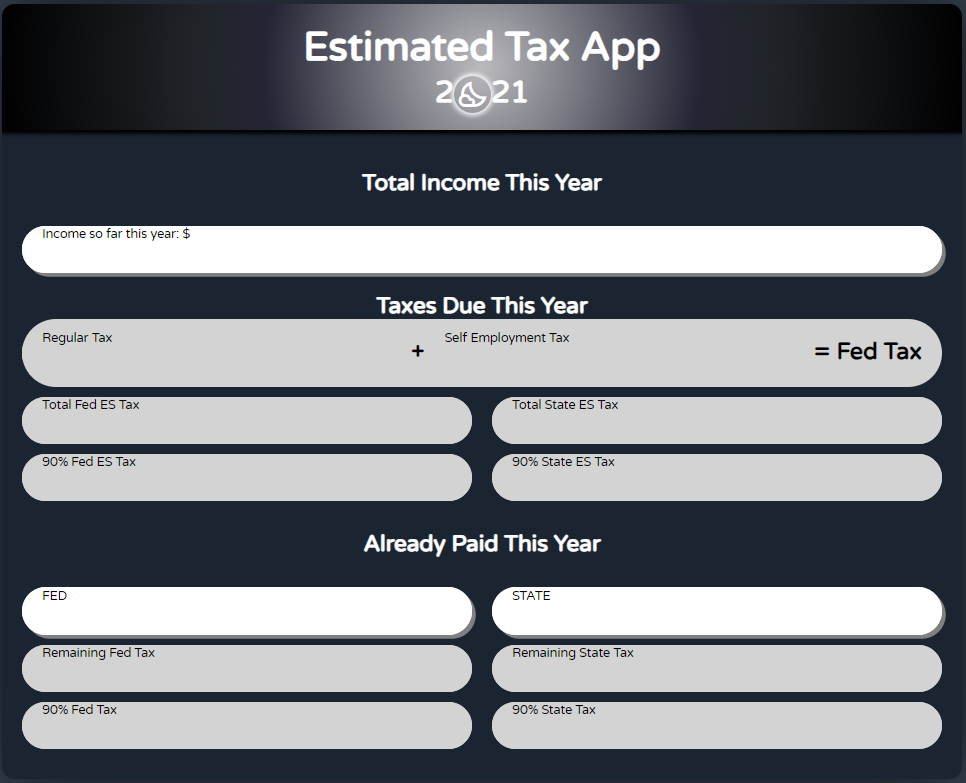 Estimated Tax App
2021
Total Income This Year
Income so far this year: $
Taxes Due This Year
Regular Tax + Self Employment Tax = Fed Tax
Total Fed ES Tax Total State ES Tax
90% Fed ES Tax 90% State ES Tax
Already Paid This Year
FED STATE
Remaining Fed Tax Remaining State Tax
90% Fed Tax 90% State Tax